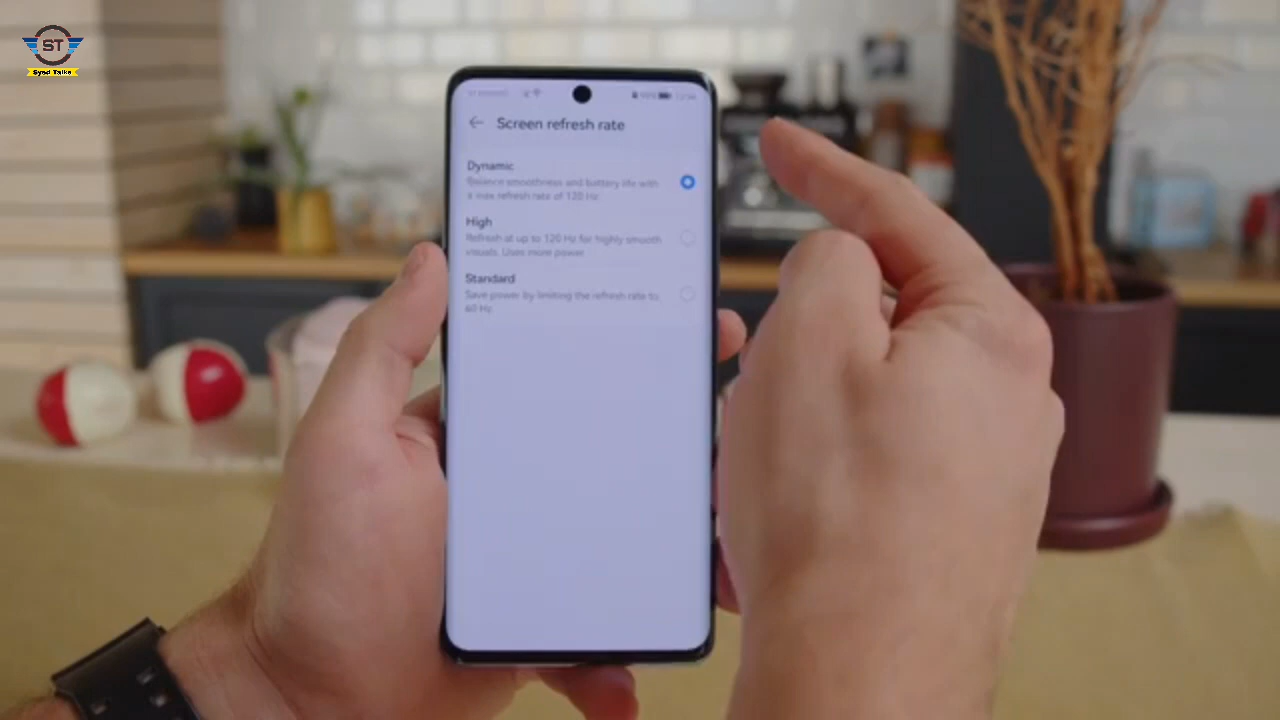 ST
Syed Talks
Screen refresh rate
Dynamic
Balance smoothness and battery life with
a max refresh rate of 120 Hz
High
Refresh at up to 120 Hz for highly smooth
visuals. Uses more power
Standard
Save power by limiting the refresh rate to
60 Hz